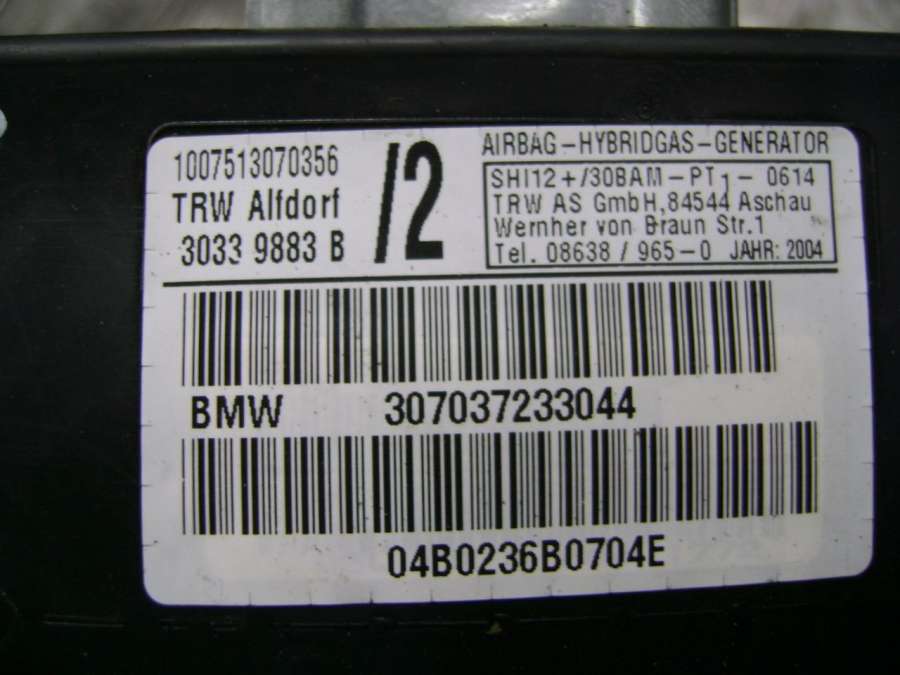 1007513070356
TRW Alfdorf
3033 9883 B
/2
AIRBAG-HYBRIDGAS-GENERATOR
SHI12+/30BAM-PT1-0614
TRW AS GmbH,84544 Aschau
Wernher von Braun Str.1
Tel. 08638 / 965-0 JAHR: 2004
BMW 307037233044
04B0236B0704E